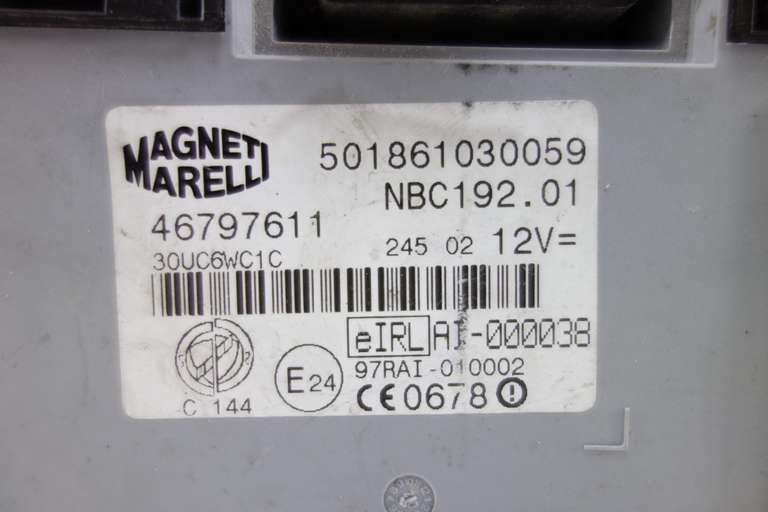 MAGNETI
MARELLI
501861030059
NBC192.01
46797611
245 02 12V=
30UC6WC1C
eIRL AI-000038
97RAI-010002
E24
C 144
CE0678